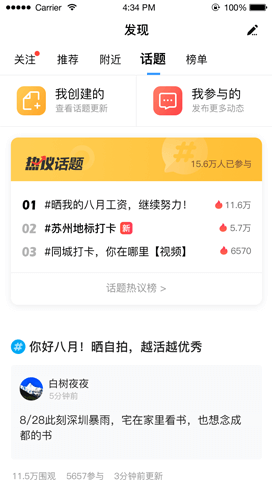 Carrier 4:34 PM 100%
发现
关注 推荐 附近 话题 榜单
我创建的 我参与的
查看话题更新 发布更多动态
热议话题 15.6万人已参与
01 #晒我的八月工资，继续努力！ 11.6万
02 #苏州地标打卡 新 5.7万
03 #同城打卡，你在哪里【视频】 6570
话题热议榜 >
# 你好八月！晒自拍，越活越优秀
白树夜夜
5分钟前
8/28此刻深圳暴雨，宅在家里看书，也想念成
都的书
11.5万围观 5657参与 3分钟前更新